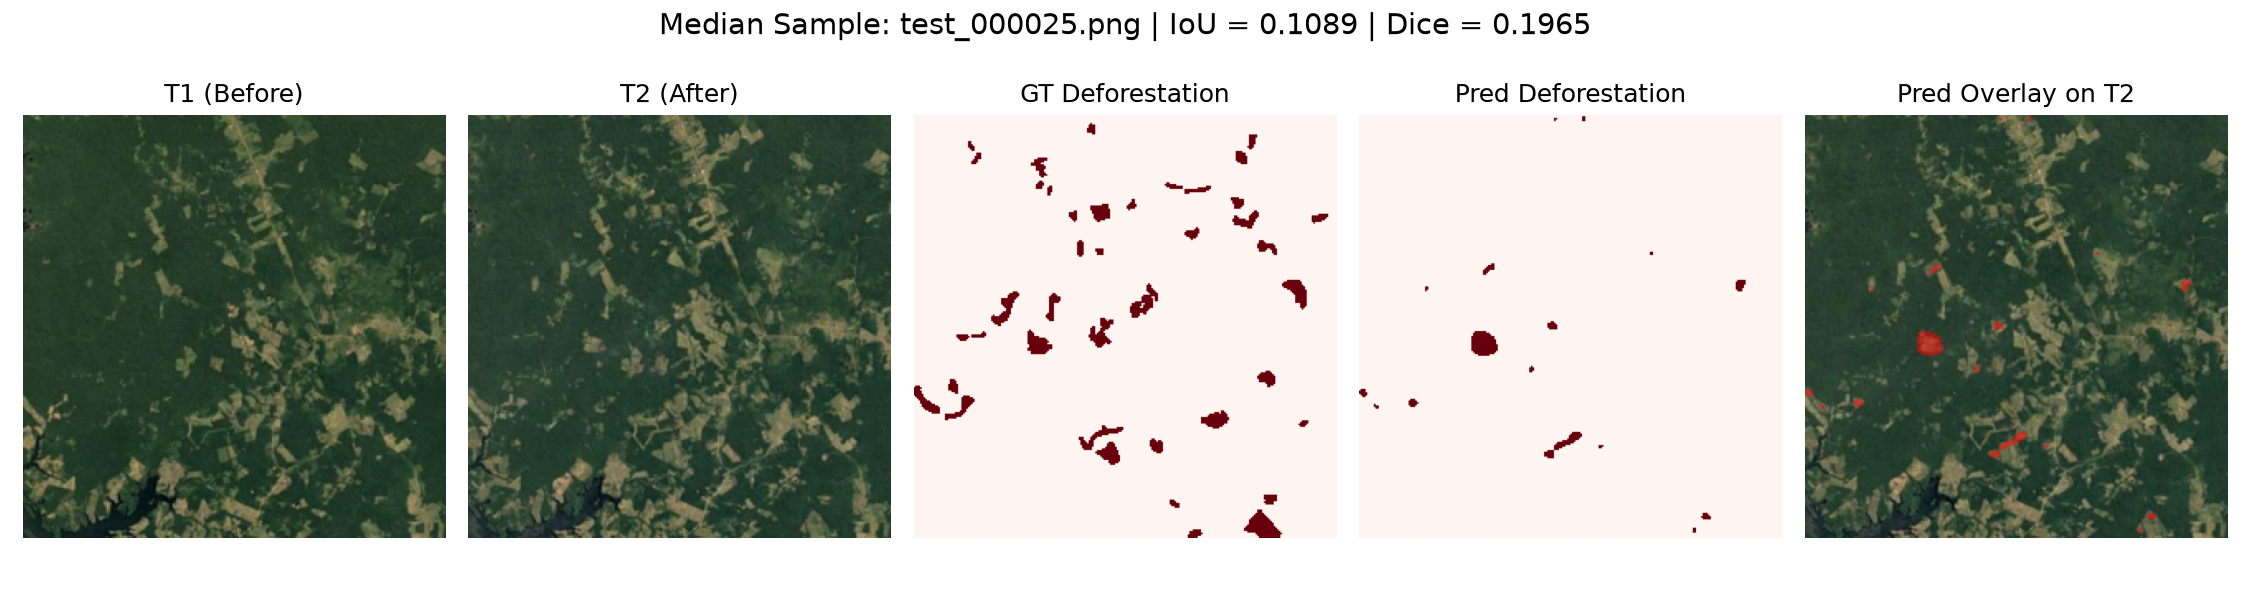 Median Sample: test_000025.png | IoU = 0.1089 | Dice = 0.1965
T1 (Before)
T2 (After)
GT Deforestation
Pred Deforestation
Pred Overlay on T2